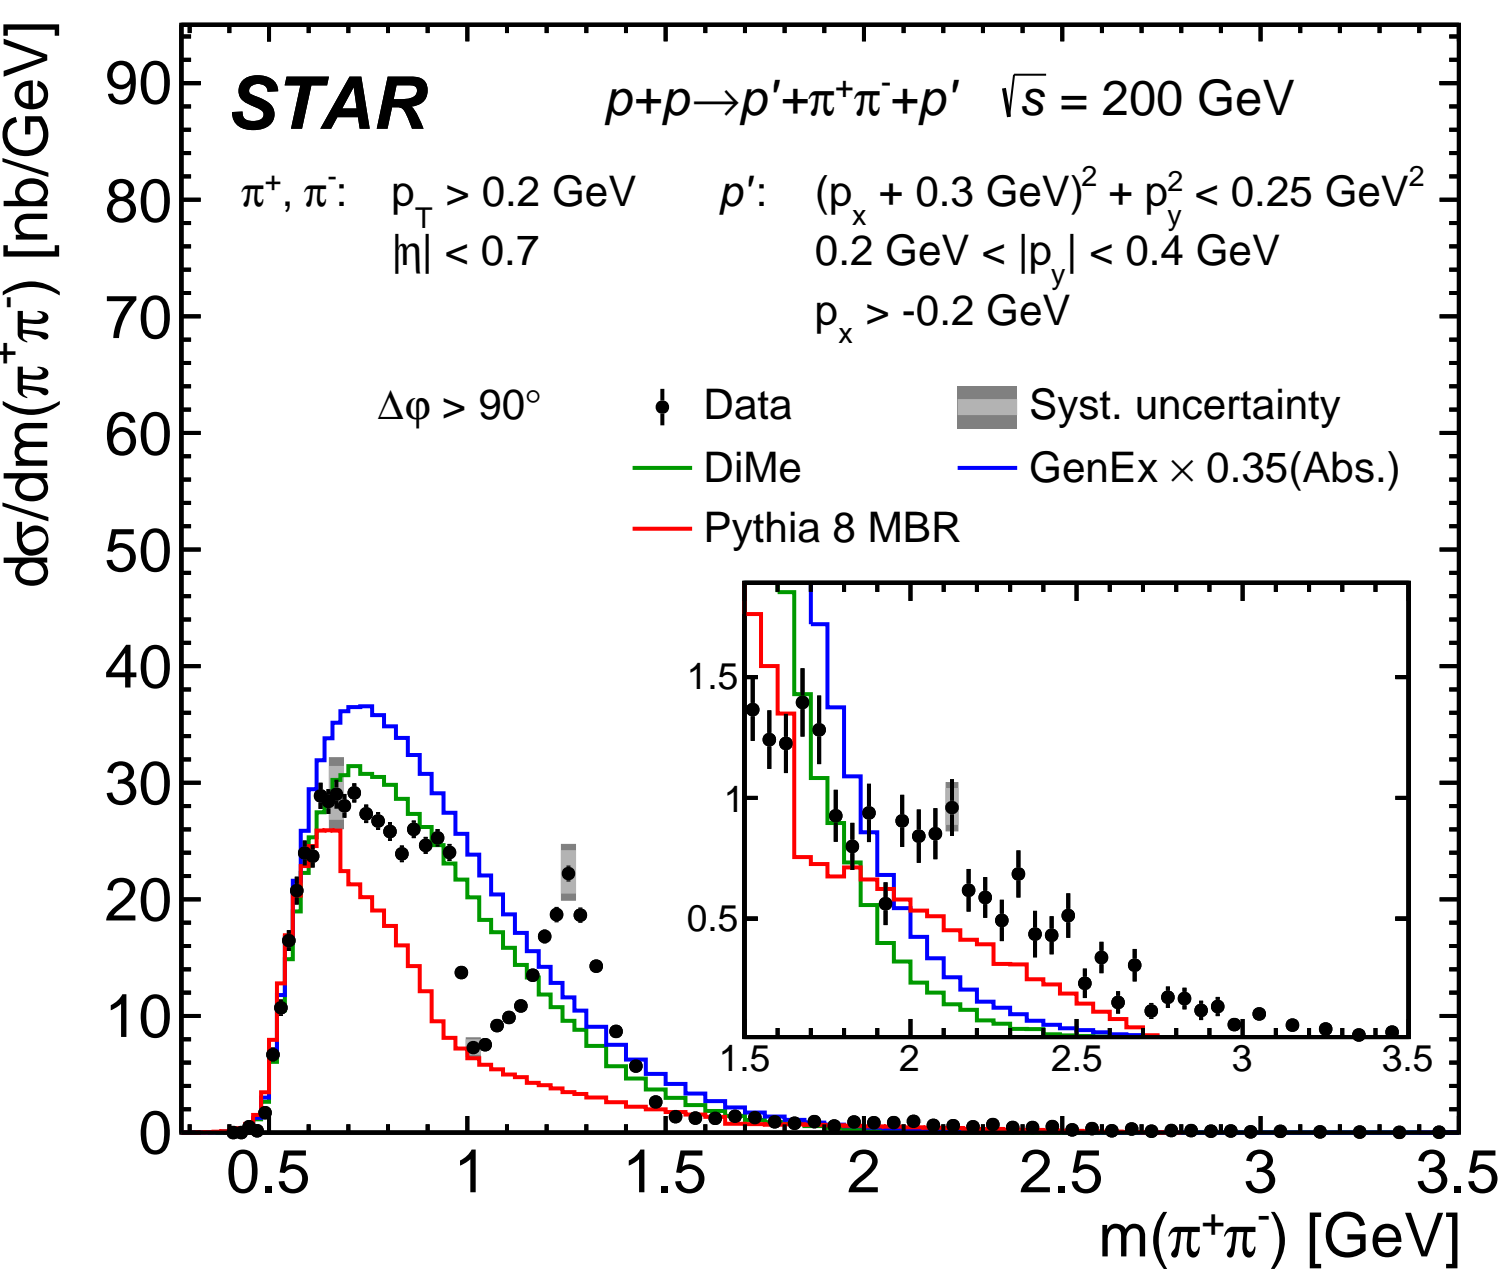 dσ/dm(π⁺π⁻) [nb/GeV]
STAR
p+p→p′+π⁺π⁻+p′ √s = 200 GeV
π⁺, π⁻: p_T > 0.2 GeV
|η| < 0.7
p′: (p_x + 0.3 GeV)² + p_y² < 0.25 GeV²
0.2 GeV < |p_y| < 0.4 GeV
p_x > -0.2 GeV
Δφ > 90°
Data
Syst. uncertainty
DiMe
GenEx × 0.35(Abs.)
Pythia 8 MBR
90
80
70
60
50
40
30
20
10
0
0.5 1 1.5 2 2.5 3 3.5
1.5
1
0.5
1.5 2 2.5 3 3.5
m(π⁺π⁻) [GeV]